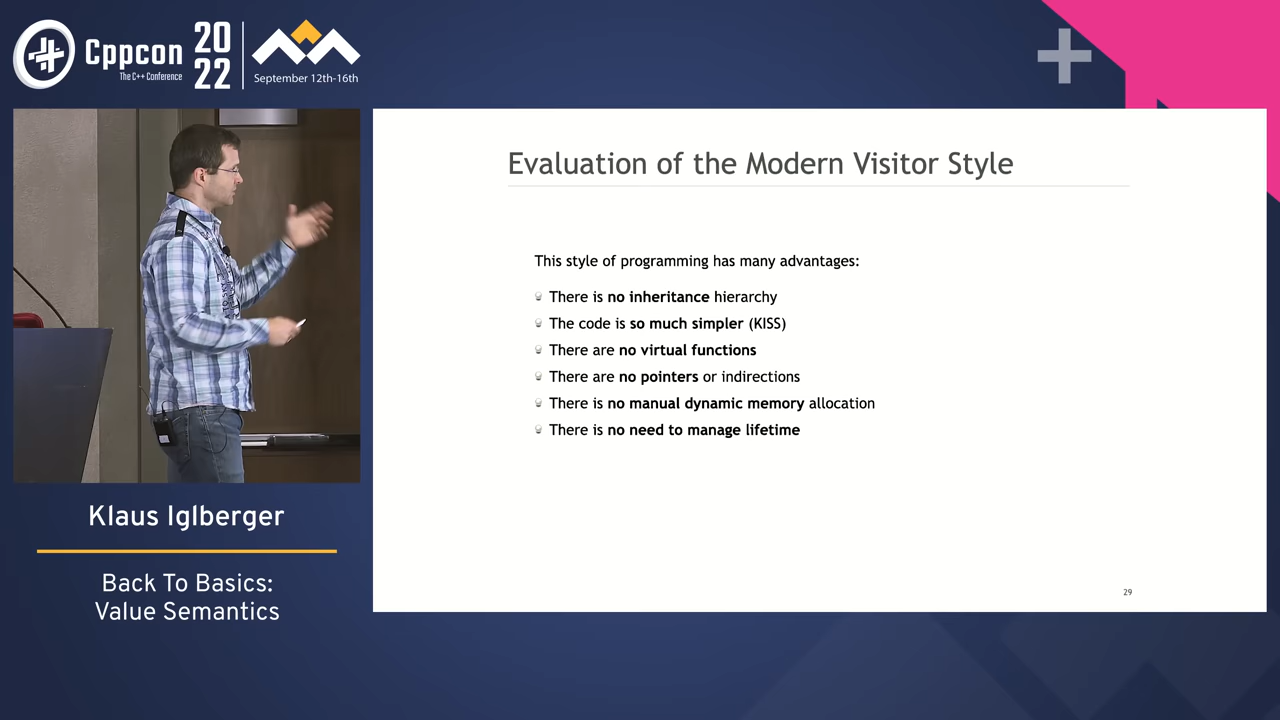 Cppcon
The C++ Conference
20
22
September 12th-16th
Evaluation of the Modern Visitor Style
This style of programming has many advantages:
There is no inheritance hierarchy
The code is so much simpler (KISS)
There are no virtual functions
There are no pointers or indirections
There is no manual dynamic memory allocation
There is no need to manage lifetime
29
Klaus Iglberger
Back To Basics:
Value Semantics